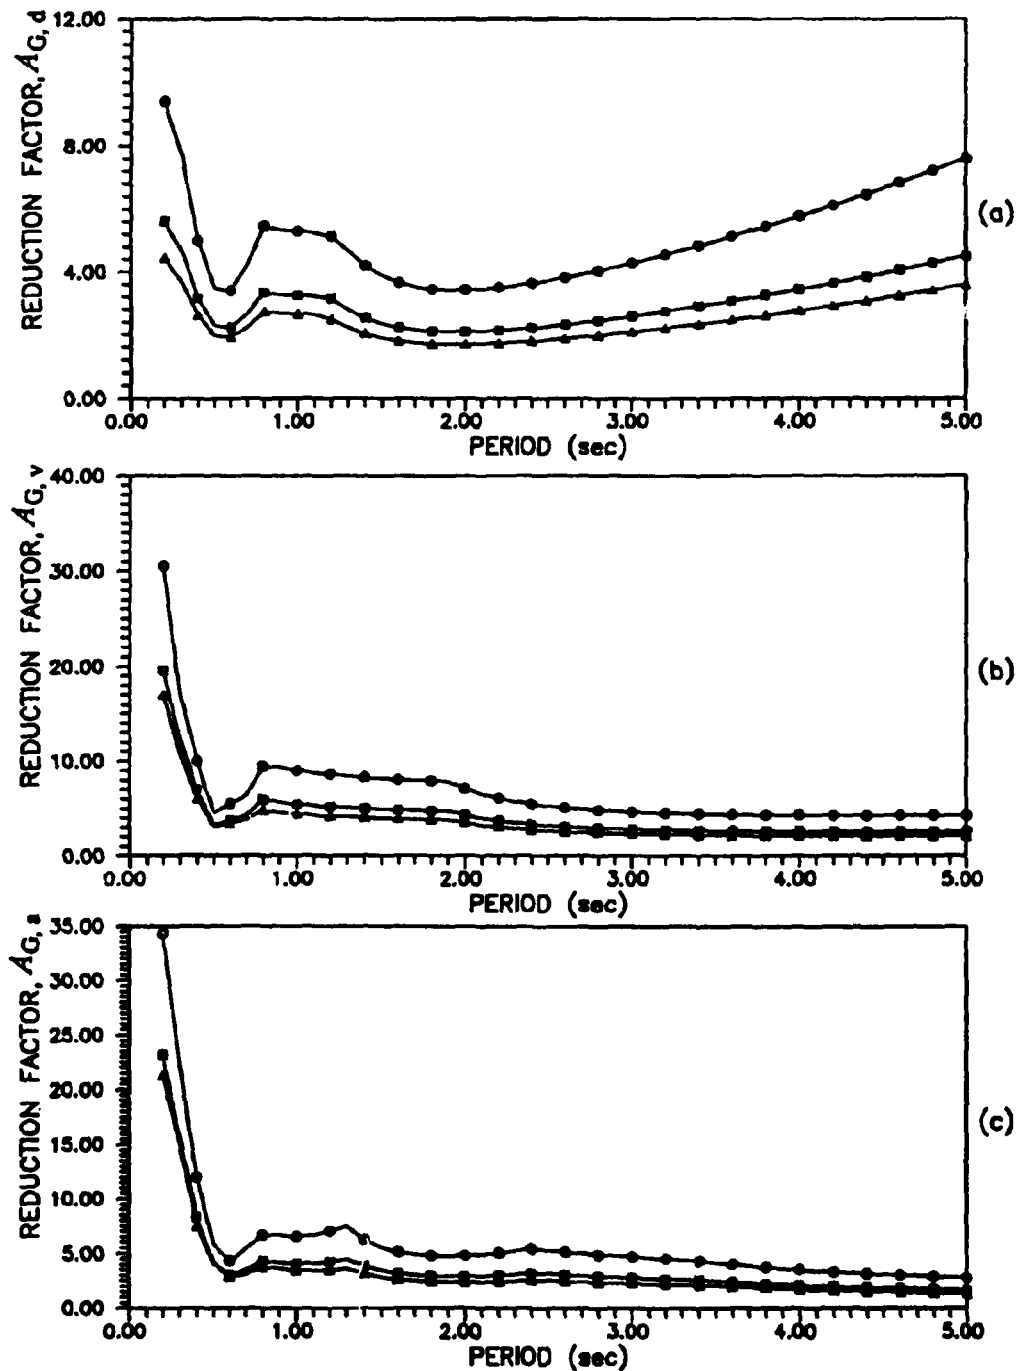 REDUCTION FACTOR, A_G, d
12.00
8.00
4.00
0.00
0.00 1.00 2.00 3.00 4.00 5.00
PERIOD (sec)
(a)
REDUCTION FACTOR, A_G, v
40.00
30.00
20.00
10.00
0.00
0.00 1.00 2.00 3.00 4.00 5.00
PERIOD (sec)
(b)
REDUCTION FACTOR, A_G, a
35.00
30.00
25.00
20.00
15.00
10.00
5.00
0.00
0.00 1.00 2.00 3.00 4.00 5.00
PERIOD (sec)
(c)